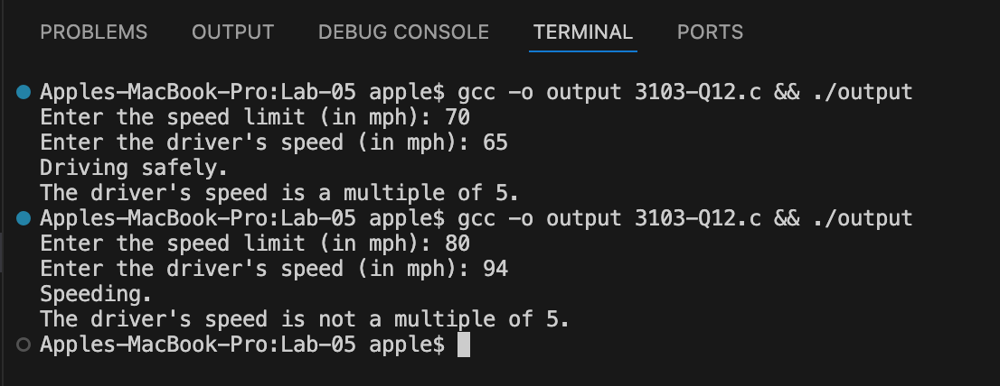 PROBLEMS OUTPUT DEBUG CONSOLE TERMINAL PORTS
Apples-MacBook-Pro:Lab-05 apple$ gcc -o output 3103-Q12.c && ./output
Enter the speed limit (in mph): 70
Enter the driver's speed (in mph): 65
Driving safely.
The driver's speed is a multiple of 5.
Apples-MacBook-Pro:Lab-05 apple$ gcc -o output 3103-Q12.c && ./output
Enter the speed limit (in mph): 80
Enter the driver's speed (in mph): 94
Speeding.
The driver's speed is not a multiple of 5.
Apples-MacBook-Pro:Lab-05 apple$